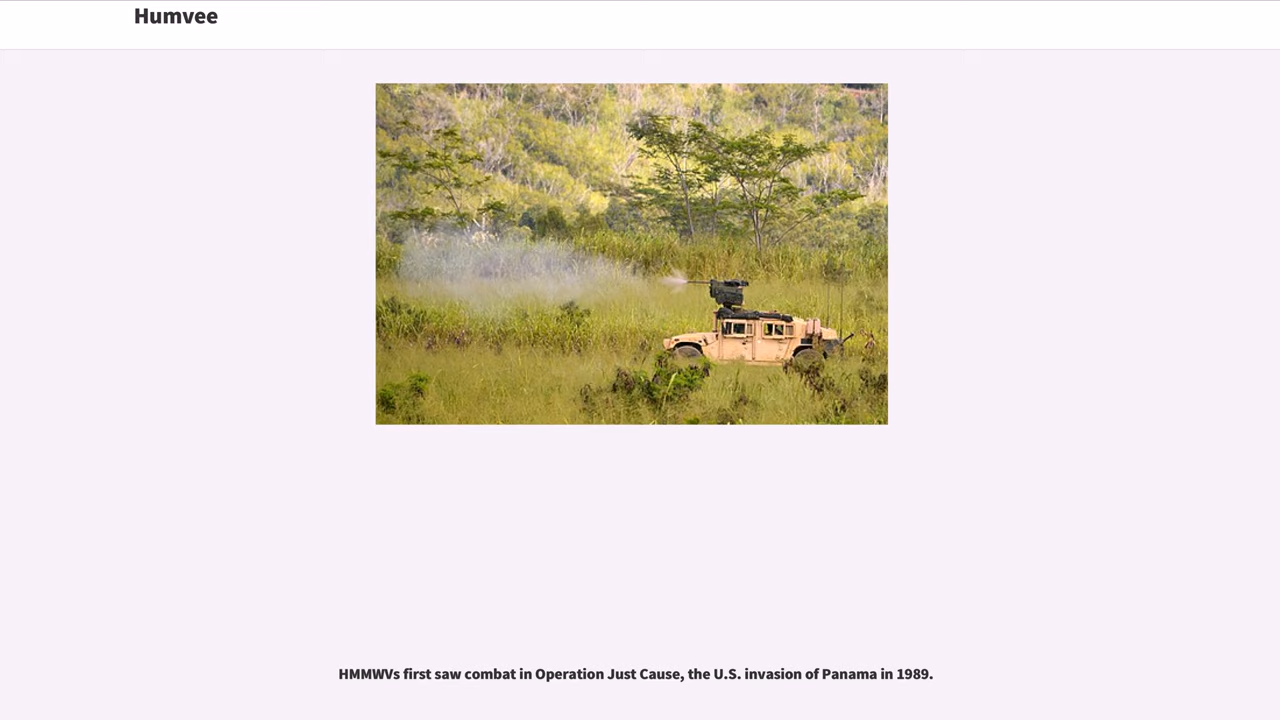 Humvee
HMMWVs first saw combat in Operation Just Cause, the U.S. invasion of Panama in 1989.